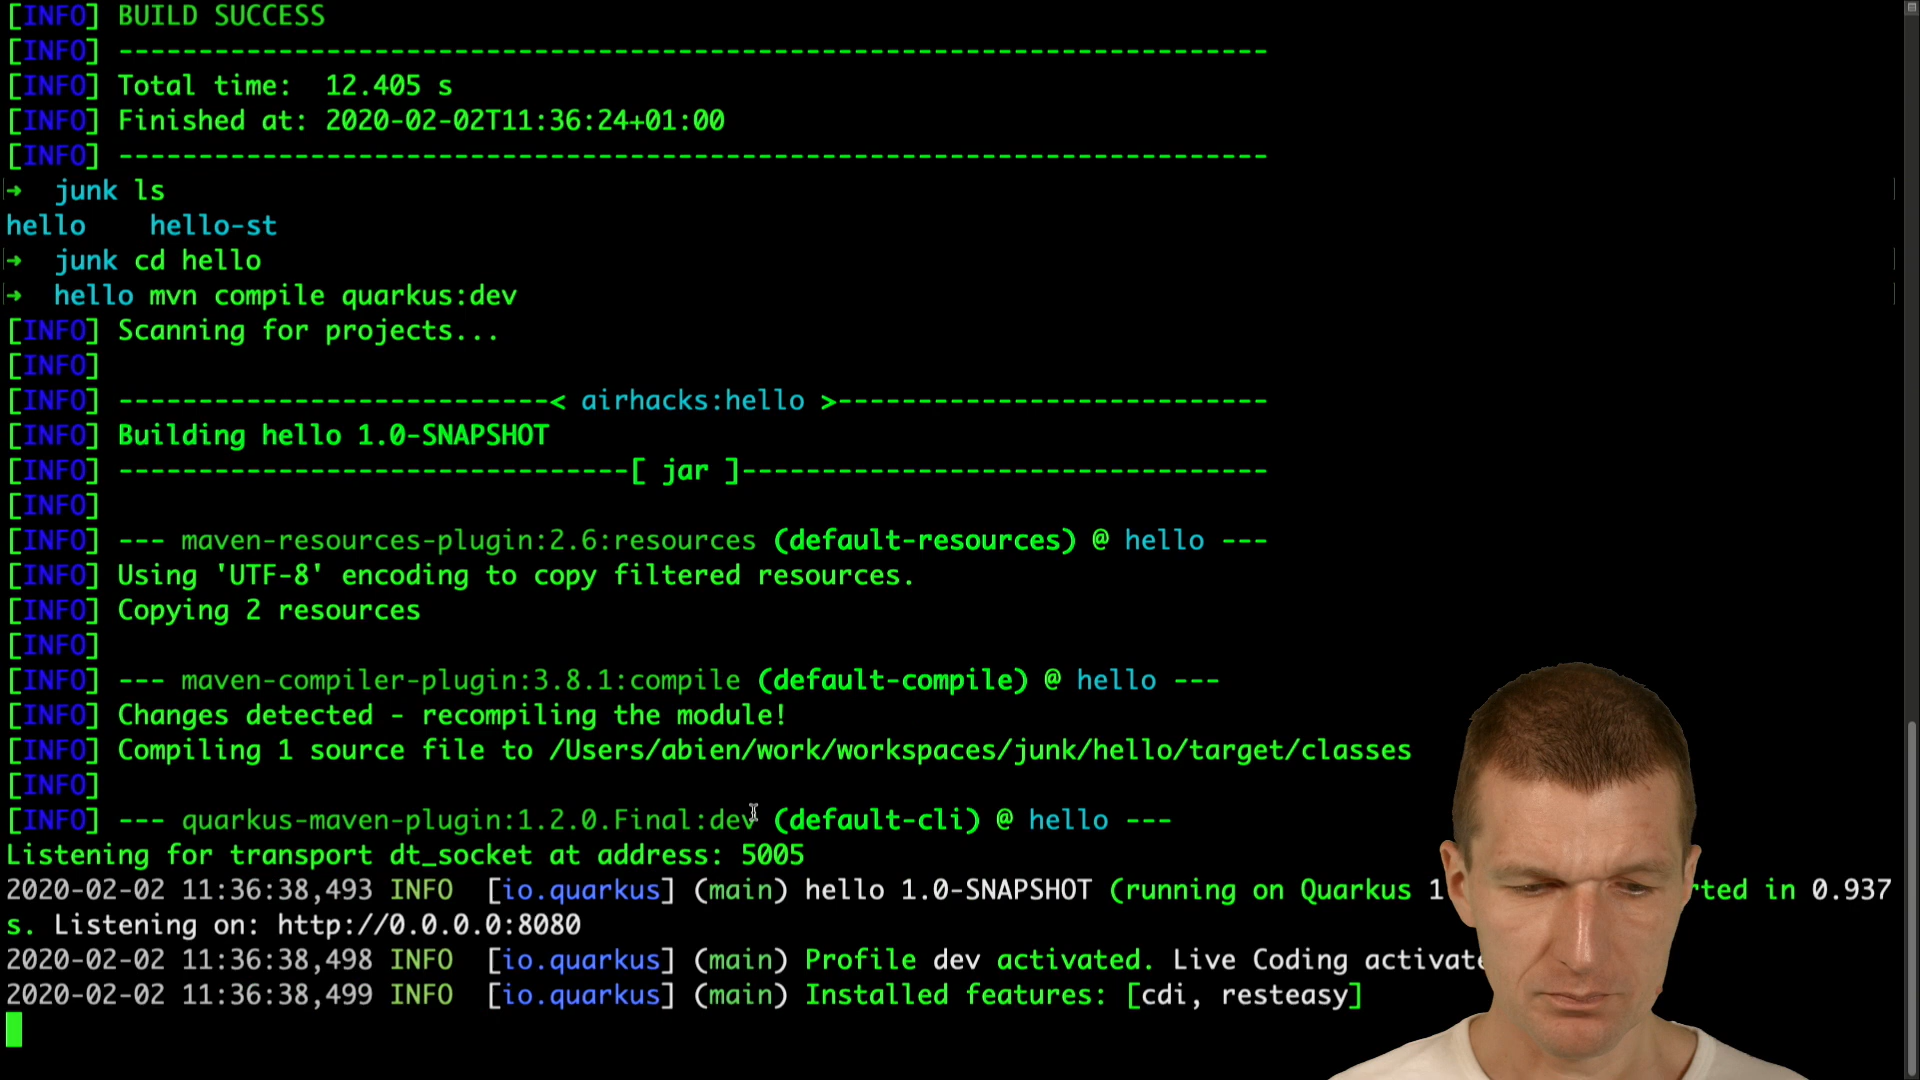 [INFO] BUILD SUCCESS
[INFO] ------------------------------------------------------------------------
[INFO] Total time:  12.405 s
[INFO] Finished at: 2020-02-02T11:36:24+01:00
[INFO] ------------------------------------------------------------------------
→  junk ls
hello    hello-st
→  junk cd hello
→  hello mvn compile quarkus:dev
[INFO] Scanning for projects...
[INFO]
[INFO] ---------------------------< airhacks:hello >----------------------------
[INFO] Building hello 1.0-SNAPSHOT
[INFO] --------------------------------[ jar ]---------------------------------
[INFO]
[INFO] --- maven-resources-plugin:2.6:resources (default-resources) @ hello ---
[INFO] Using 'UTF-8' encoding to copy filtered resources.
[INFO] Copying 2 resources
[INFO]
[INFO] --- maven-compiler-plugin:3.8.1:compile (default-compile) @ hello ---
[INFO] Changes detected - recompiling the module!
[INFO] Compiling 1 source file to /Users/abien/work/workspaces/junk/hello/target/classes
[INFO]
[INFO] --- quarkus-maven-plugin:1.2.0.Final:dev (default-cli) @ hello ---
Listening for transport dt_socket at address: 5005
2020-02-02 11:36:38,493 INFO  [io.quarkus] (main) hello 1.0-SNAPSHOT (running on Quarkus 1 rted in 0.937
s. Listening on: http://0.0.0.0:8080
2020-02-02 11:36:38,498 INFO  [io.quarkus] (main) Profile dev activated. Live Coding activate
2020-02-02 11:36:38,499 INFO  [io.quarkus] (main) Installed features: [cdi, resteasy]